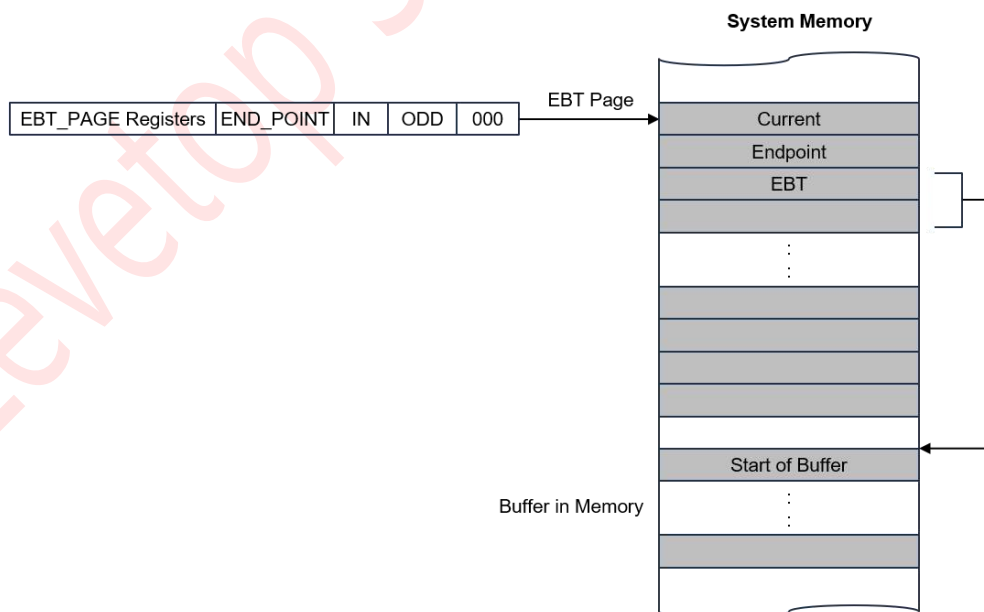 System Memory
EBT Page
EBT_PAGE Registers END_POINT IN ODD 000
Current
Endpoint
EBT
Start of Buffer
Buffer in Memory